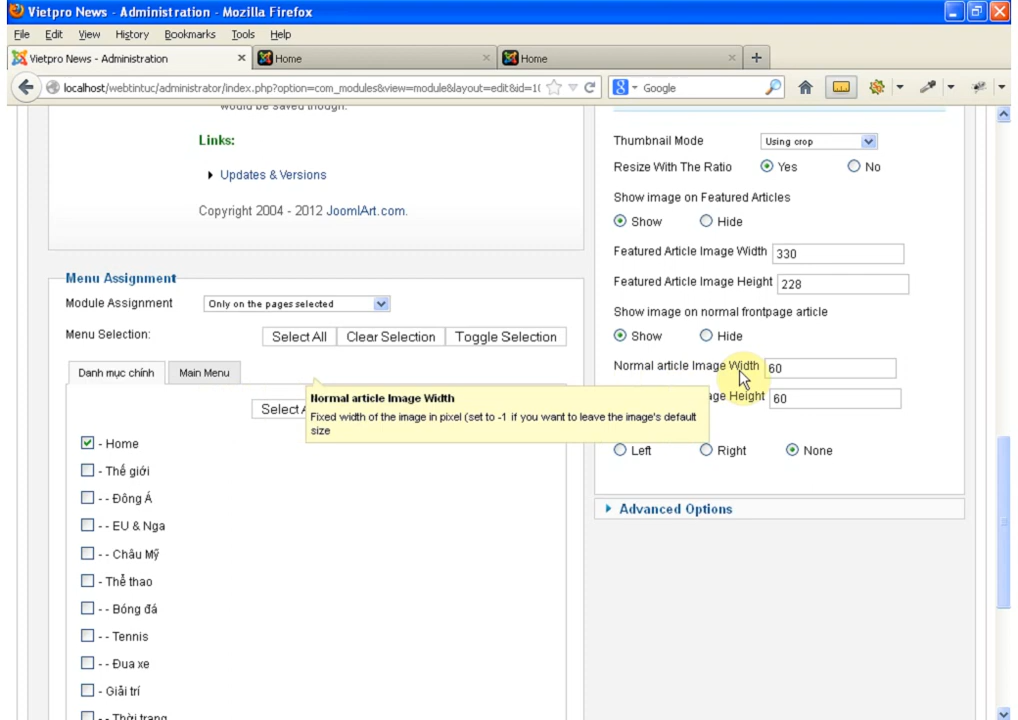 Vietpro News - Administration - Mozilla Firefox
File Edit View History Bookmarks Tools Help
Vietpro News - Administration × Home × Home × +
localhost/webtintuc/administrator/index.php?option=com_modules&view=module&layout=edit&id=1( Google
would be saved though.
Links:
Updates & Versions
Copyright 2004 - 2012 JoomlArt.com.
Menu Assignment
Module Assignment Only on the pages selected
Menu Selection: Select All Clear Selection Toggle Selection
Danh mục chính Main Menu
Select A
- Home
- Thế giới
- - Đông Á
- - EU & Nga
- - Châu Mỹ
- Thể thao
- - Bóng đá
- - Tennis
- - Đua xe
- Giải trí
- - Thời trang
Normal article Image Width
Fixed width of the image in pixel (set to -1 if you want to leave the image's default
size
Thumbnail Mode Using crop
Resize With The Ratio Yes No
Show image on Featured Articles
Show Hide
Featured Article Image Width 330
Featured Article Image Height 228
Show image on normal frontpage article
Show Hide
Normal article Image Width 60
age Height 60
Left Right None
Advanced Options